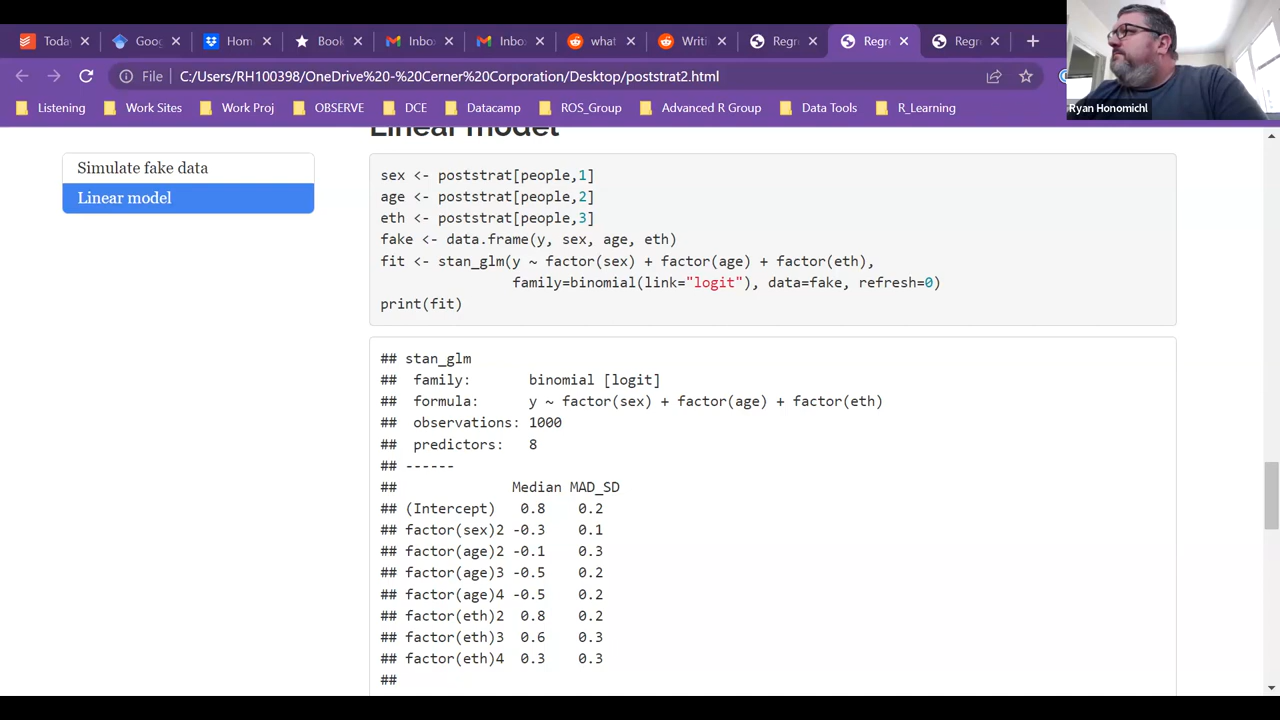 Today
Goog
Hom
Book
Inbo
Inbo
what
Writi
Regr
Regre
Regr
File
C:/Users/RH100398/OneDrive%20-%20Cerner%20Corporation/Desktop/poststrat2.html
Listening
Work Sites
Work Proj
OBSERVE
DCE
Datacamp
ROS_Group
Advanced R Group
Data Tools
R_Learning
Ryan Honomichl
Linear model
Simulate fake data
Linear model
sex <- poststrat[people,1]
age <- poststrat[people,2]
eth <- poststrat[people,3]
fake <- data.frame(y, sex, age, eth)
fit <- stan_glm(y ~ factor(sex) + factor(age) + factor(eth),
family=binomial(link="logit"), data=fake, refresh=0)
print(fit)
## stan_glm
## family: binomial [logit]
## formula: y ~ factor(sex) + factor(age) + factor(eth)
## observations: 1000
## predictors: 8
## ------
## Median MAD_SD
## (Intercept) 0.8 0.2
## factor(sex)2 -0.3 0.1
## factor(age)2 -0.1 0.3
## factor(age)3 -0.5 0.2
## factor(age)4 -0.5 0.2
## factor(eth)2 0.8 0.2
## factor(eth)3 0.6 0.3
## factor(eth)4 0.3 0.3
##